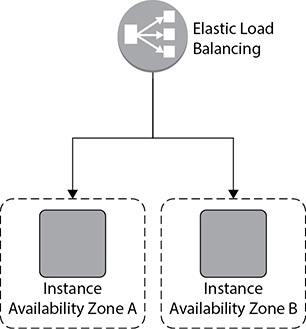 Elastic Load
Balancing
Instance
Availability Zone A
Instance
Availability Zone B